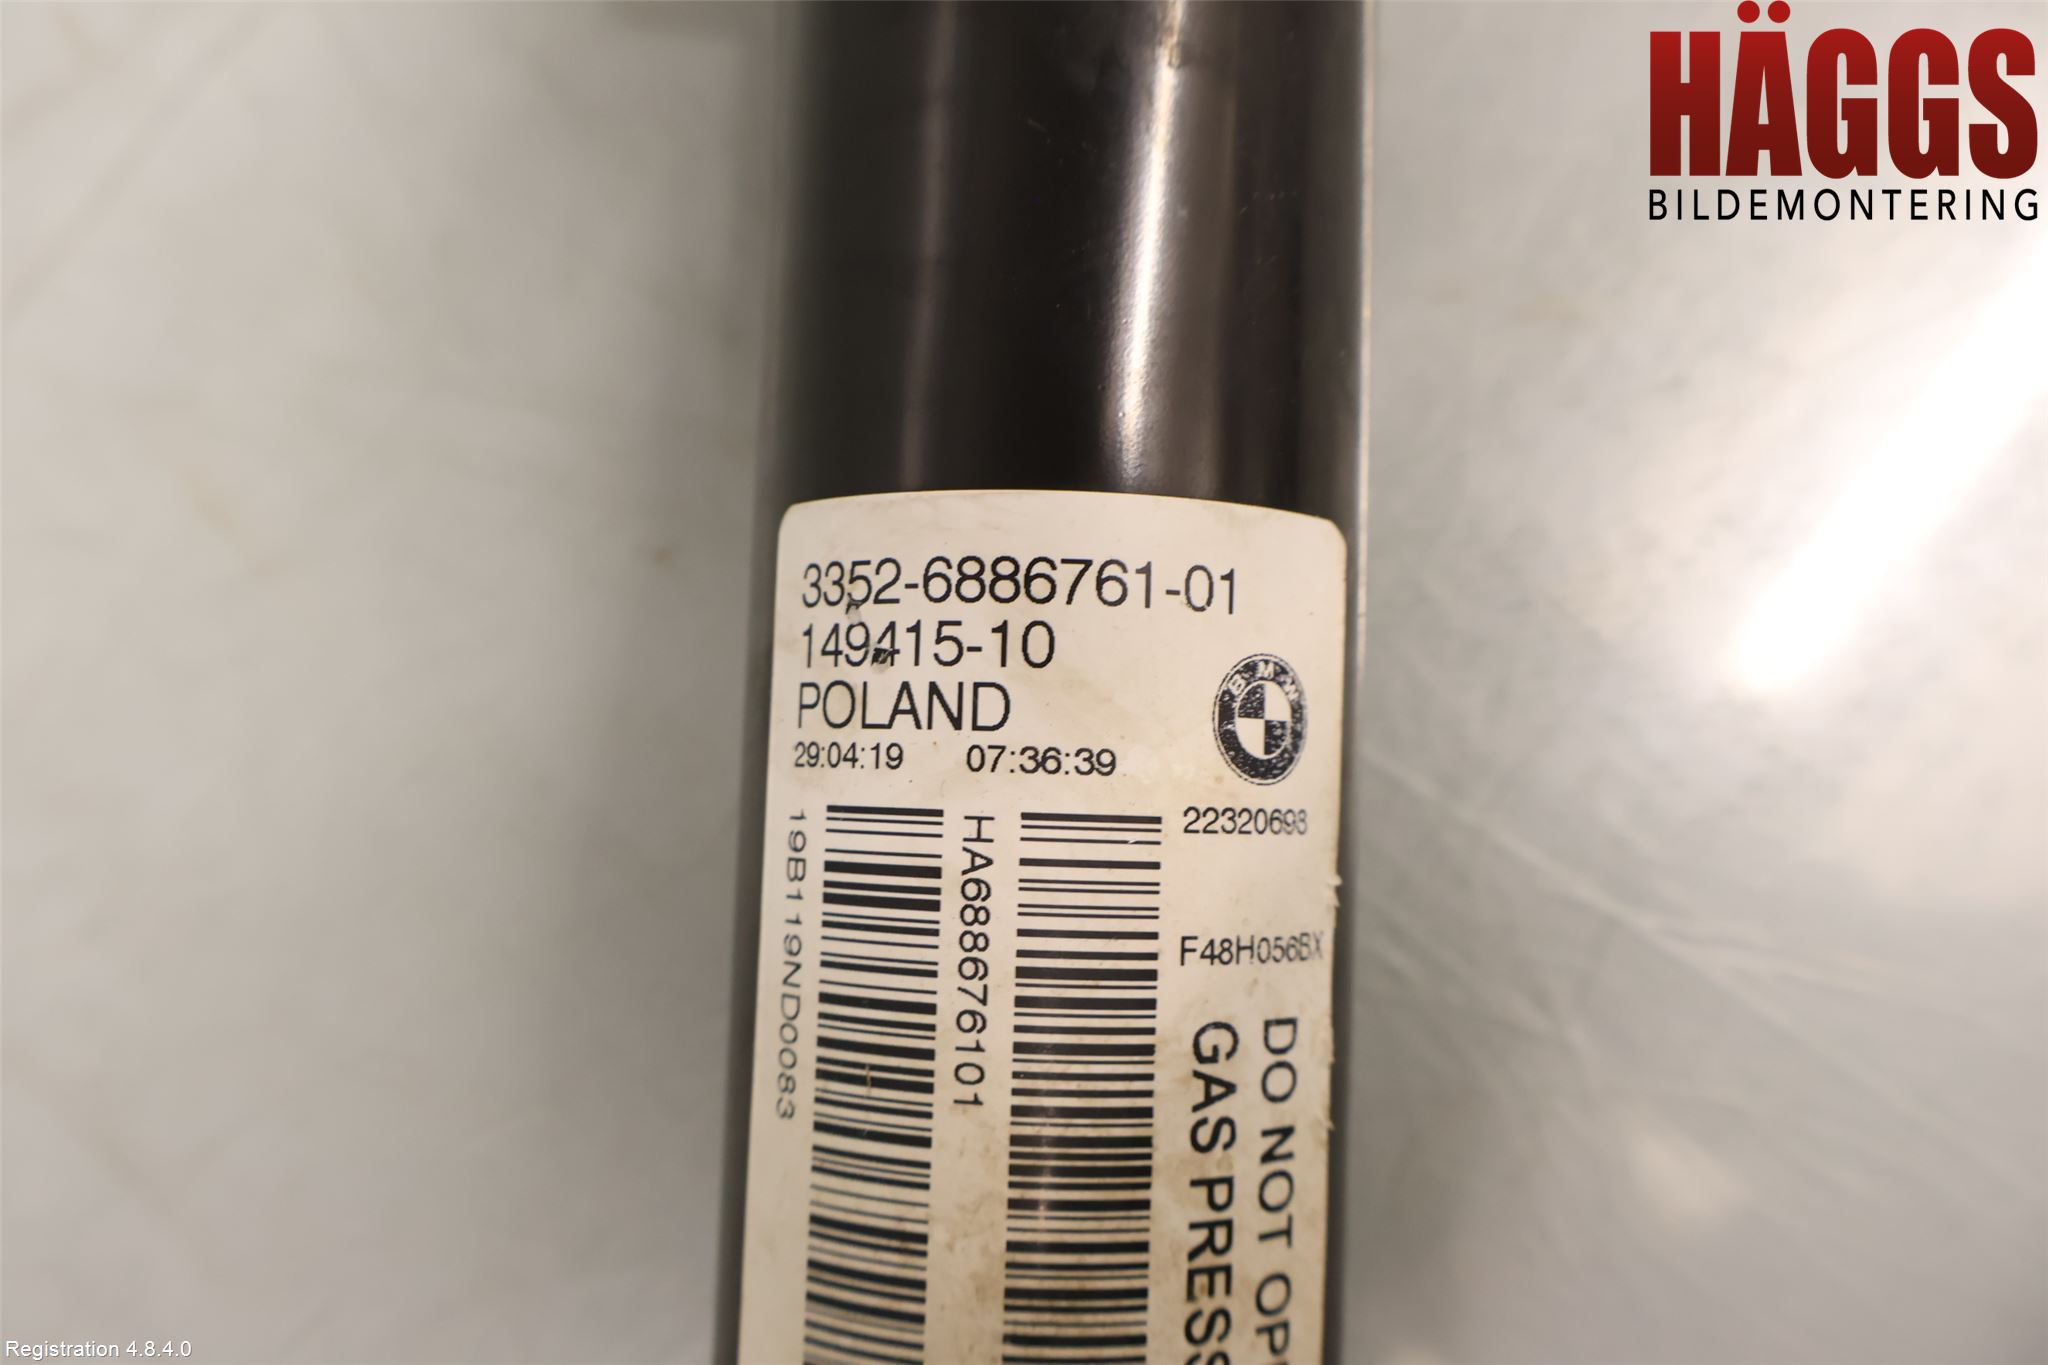 HÄGGS
BILDEMONTERING
3352-6886761-01
149415-10
POLAND
29:04:19 07:36:39
BMW
22320698
19B119ND0083
HA688676101
F48H056BX
DO NOT OP
GAS PRESS
Registration 4.8.4.0